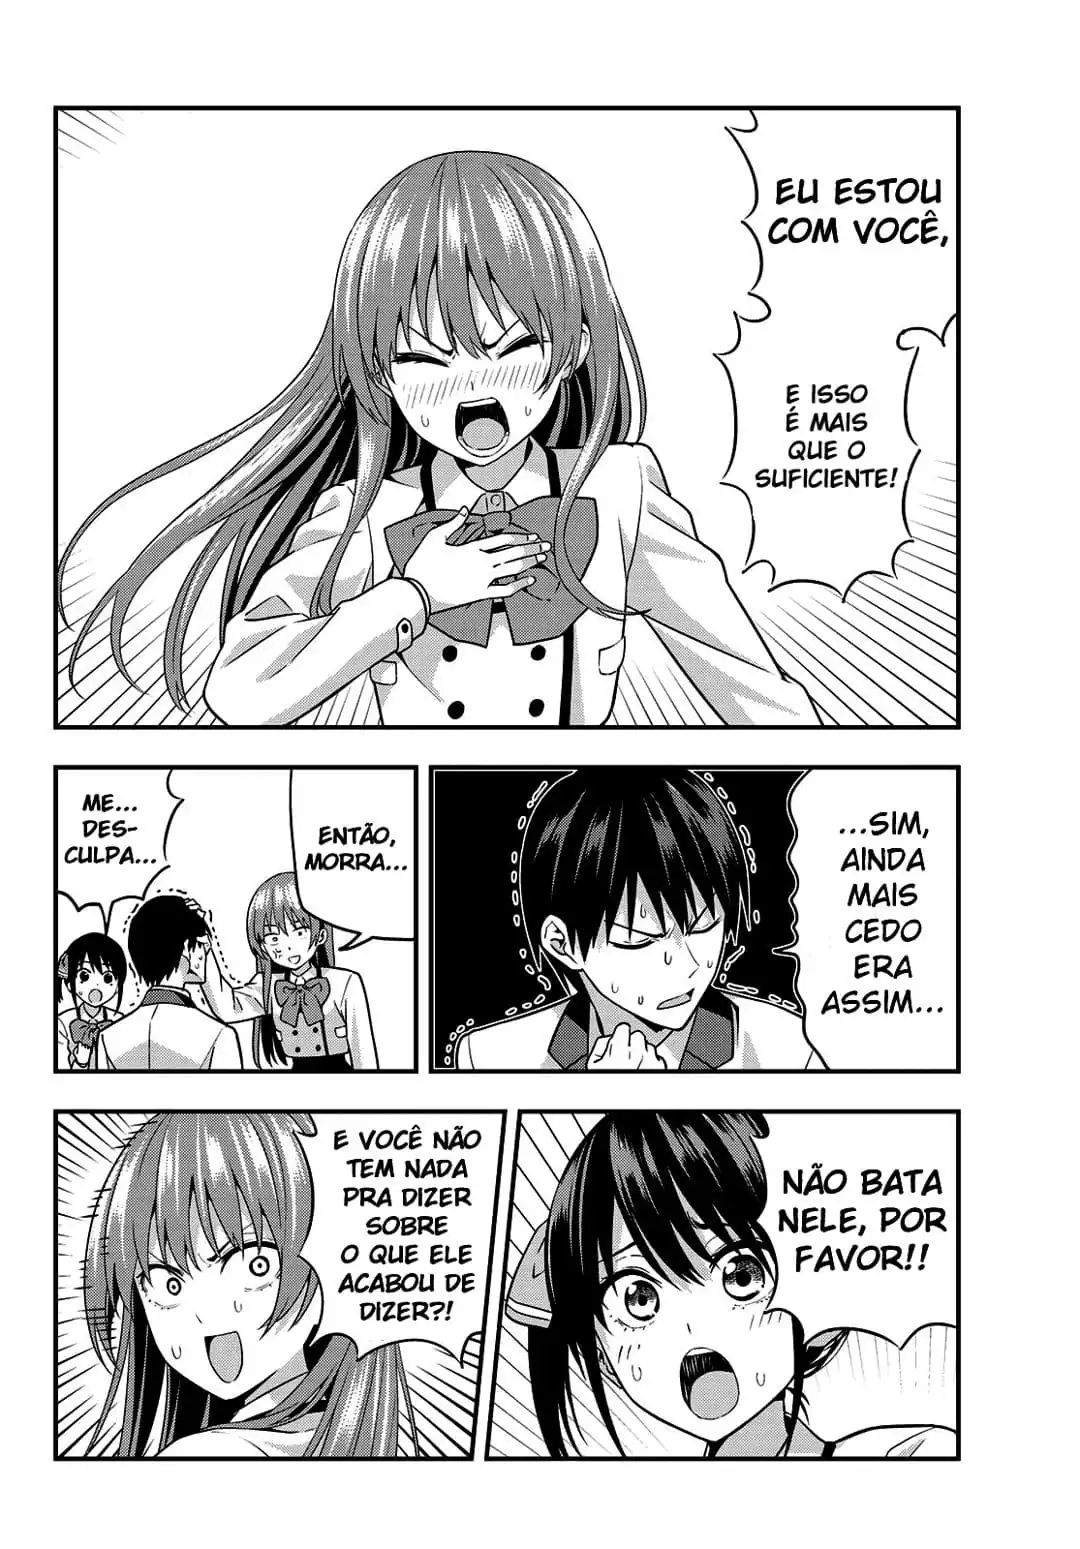 EU ESTOU
COM VOCÊ,
E ISSO
É MAIS
QUE O
SUFICIENTE!
...SIM,
AINDA
MAIS
CEDO
ERA
ASSIM...
ENTÃO,
MORRA...
ME...
DES-
CULPA...
NÃO BATA
NELE, POR
FAVOR!!
E VOCÊ NÃO
TEM NADA
PRA DIZER
SOBRE
O QUE ELE
ACABOU DE
DIZER?!